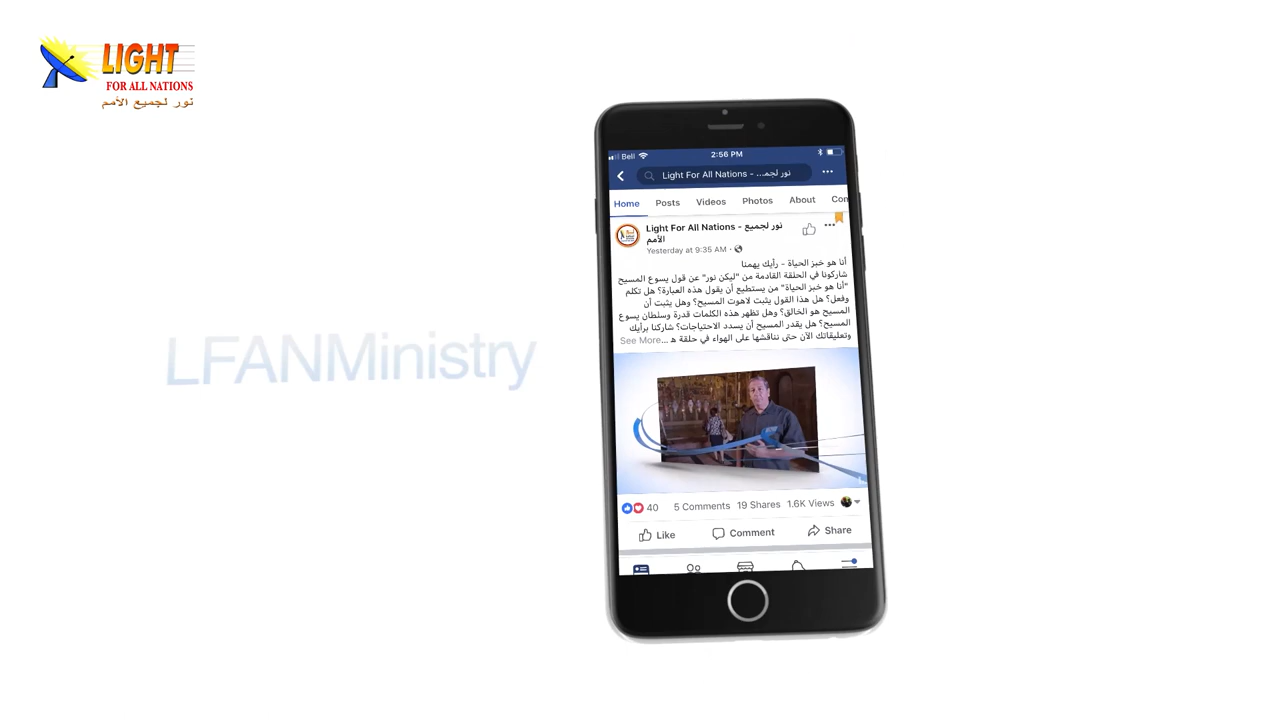 LIGHT
FOR ALL NATIONS
نور لجميع الأمم
LFANMinistry
Bell
2:56 PM
Light For All Nations - نور لجمـ...
Home Posts Videos Photos About Con
Light For All Nations - نور لجميع
الأمم
Yesterday at 9:35 AM
أنا هو خبز الحياة - رأيك يهمنا
شاركونا في الحلقة القادمة من "ليكن نور" عن قول يسوع المسيح
"أنا هو خبز الحياة" من يستطيع أن يقول هذه العبارة؟ هل تكلم
وفعل؟ هل هذا القول يثبت لاهوت المسيح؟ وهل يثبت أن
المسيح هو الخالق؟ وهل تظهر هذه الكلمات قدرة وسلطان يسوع
المسيح؟ هل يقدر المسيح أن يسدد الاحتياجات؟ شاركنا برأيك
وتعليقاتك الآن حتى نناقشها على الهواء في حلقة هـ ... See More
40 5 Comments 19 Shares 1.6K Views
Like Comment Share